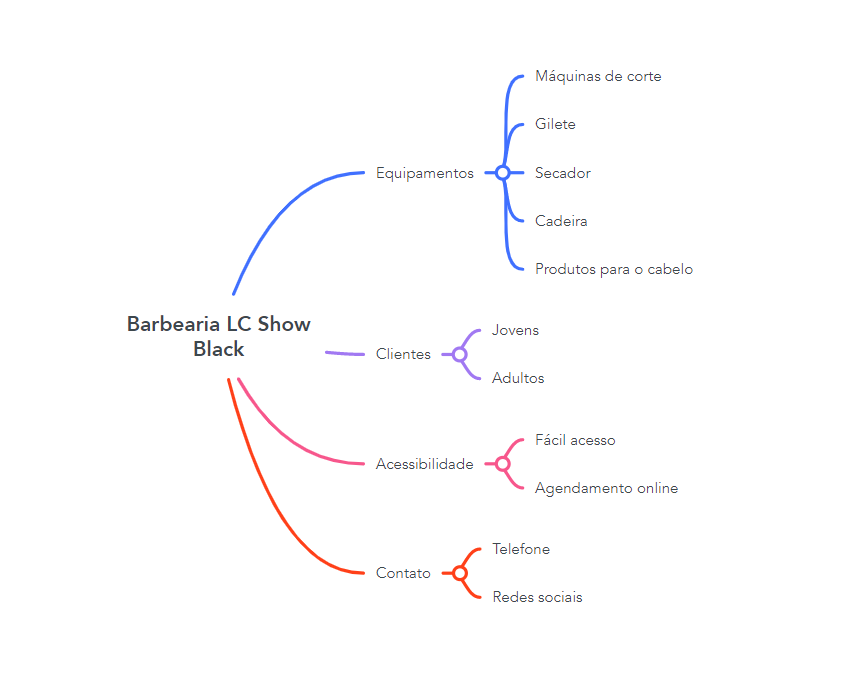 Barbearia LC Show
Black
Equipamentos
Máquinas de corte
Gilete
Secador
Cadeira
Produtos para o cabelo
Clientes
Jovens
Adultos
Acessibilidade
Fácil acesso
Agendamento online
Contato
Telefone
Redes sociais